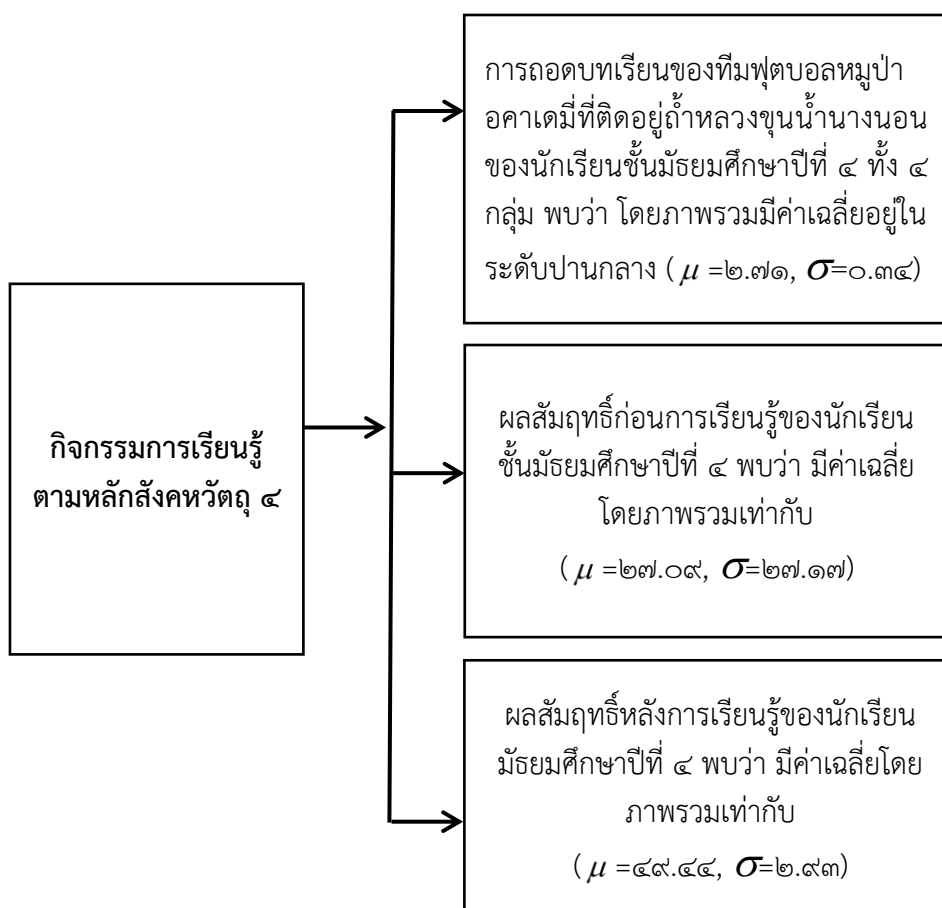 การถอดบทเรียนของทีมฟุตบอลหมูป่า
อคาเดมี่ที่ติดอยู่ถ้ำหลวงขุนน้ำนางนอน
ของนักเรียนชั้นมัธยมศึกษาปีที่ ๔ ทั้ง ๔
กลุ่ม พบว่า โดยภาพรวมมีค่าเฉลี่ยอยู่ใน
ระดับปานกลาง ( μ =๒.๗๑, σ=๐.๓๔)
กิจกรรมการเรียนรู้
ตามหลักสังคหวัตถุ ๔
ผลสัมฤทธิ์ก่อนการเรียนรู้ของนักเรียน
ชั้นมัธยมศึกษาปีที่ ๔ พบว่า มีค่าเฉลี่ย
โดยภาพรวมเท่ากับ
( μ =๒๗.๐๙, σ=๒๗.๑๗)
ผลสัมฤทธิ์หลังการเรียนรู้ของนักเรียน
มัธยมศึกษาปีที่ ๔ พบว่า มีค่าเฉลี่ยโดย
ภาพรวมเท่ากับ
( μ =๔๙.๔๔, σ=๒.๙๓)